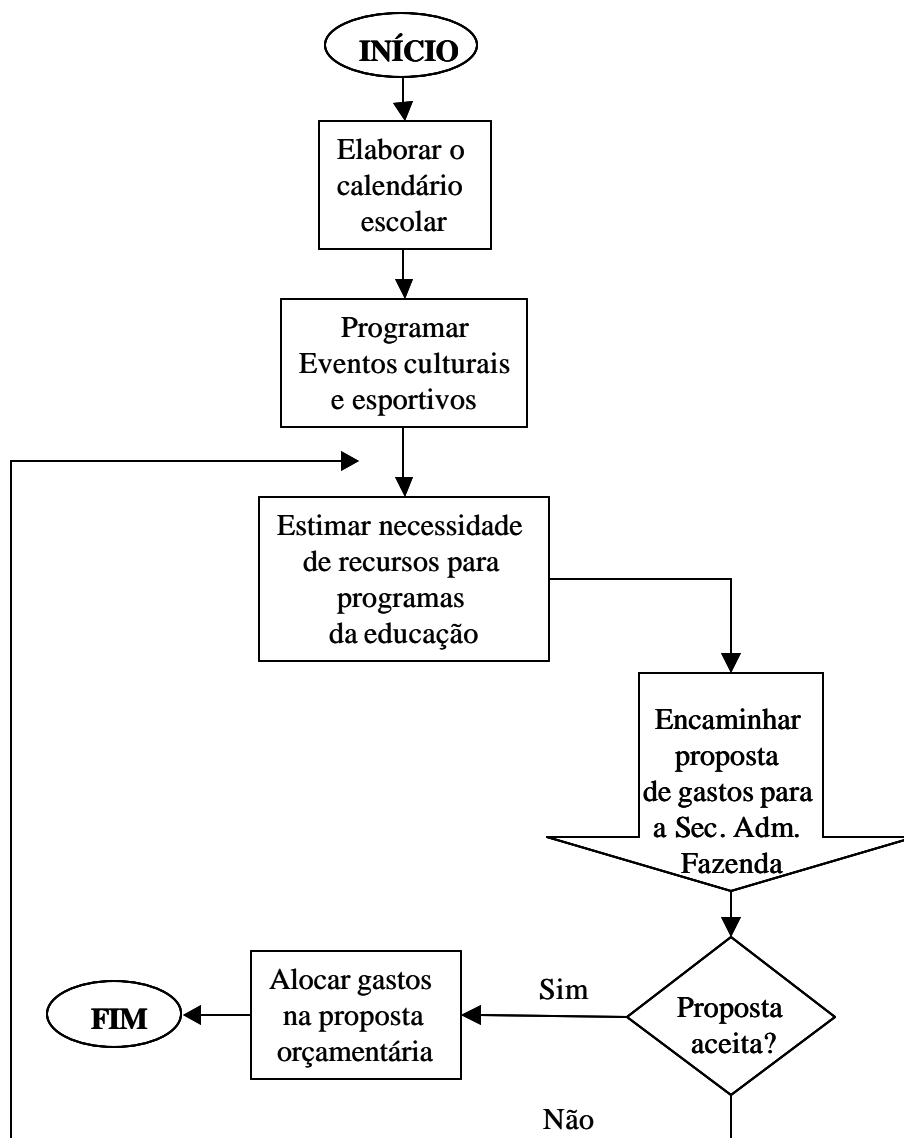 INÍCIO
Elaborar o
calendário
escolar
Programar
Eventos culturais
e esportivos
Estimar necessidade
de recursos para
programas
da educação
Encaminhar
proposta
de gastos para
a Sec. Adm.
Fazenda
Proposta
aceita?
Sim
Alocar gastos
na proposta
orçamentária
FIM
Não